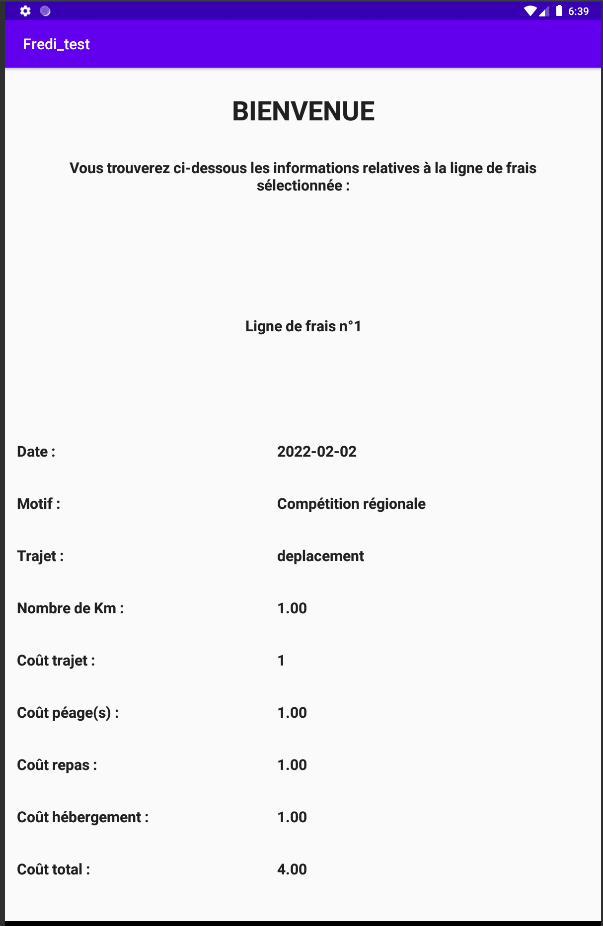 6:39
Fredi_test
BIENVENUE
Vous trouverez ci-dessous les informations relatives à la ligne de frais
sélectionnée :
Ligne de frais n°1
Date : 2022-02-02
Motif : Compétition régionale
Trajet : deplacement
Nombre de Km : 1.00
Coût trajet : 1
Coût péage(s) : 1.00
Coût repas : 1.00
Coût hébergement : 1.00
Coût total : 4.00